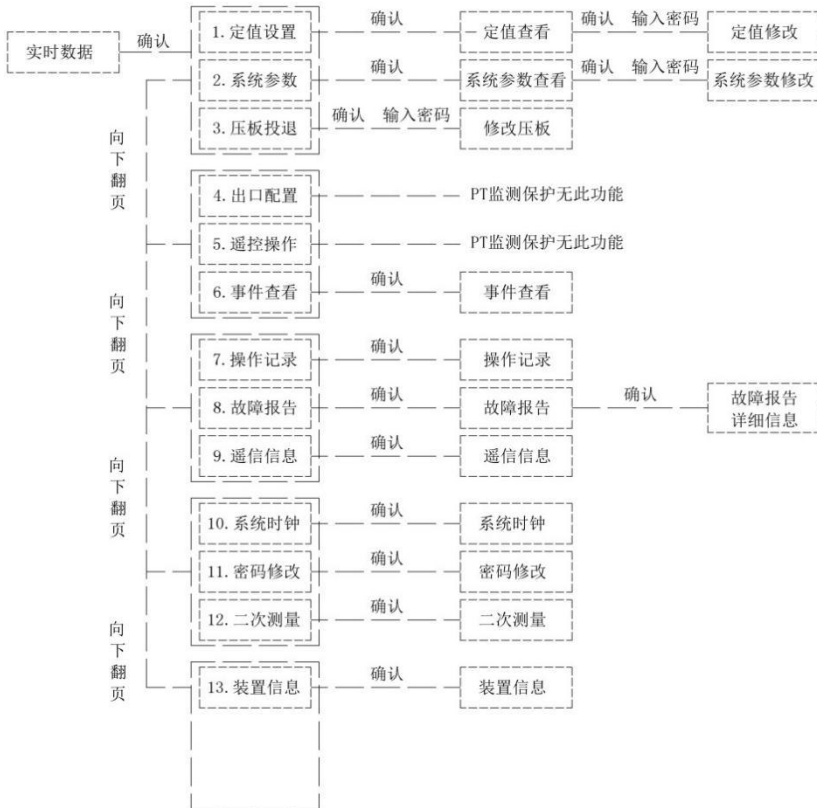 实时数据
确认
1.定值设置
确认
定值查看
确认 输入密码
定值修改
2.系统参数
确认
系统参数查看
确认 输入密码
系统参数修改
3.压板投退
确认 输入密码
修改压板
向下翻页
4.出口配置
PT监测保护无此功能
5.遥控操作
PT监测保护无此功能
6.事件查看
确认
事件查看
向下翻页
7.操作记录
确认
操作记录
8.故障报告
确认
故障报告
确认
故障报告
详细信息
9.遥信信息
确认
遥信信息
向下翻页
10.系统时钟
确认
系统时钟
11.密码修改
确认
密码修改
12.二次测量
确认
二次测量
向下翻页
13.装置信息
确认
装置信息